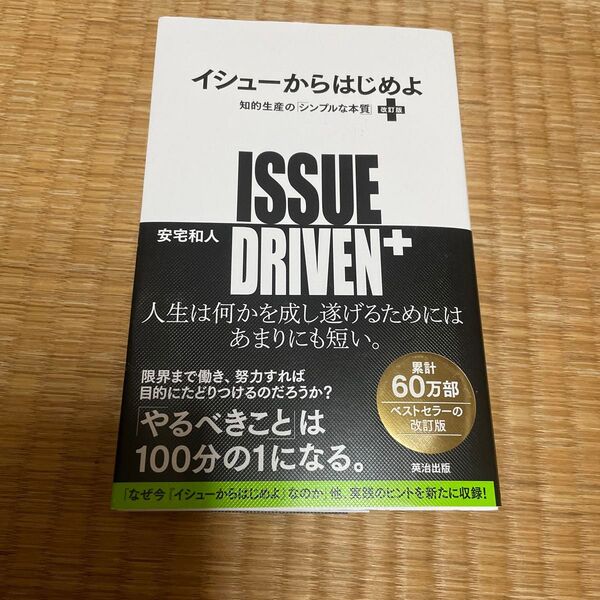 イシューからはじめよ
知的生産の「シンプルな本質」 改訂版
ISSUE
DRIVEN+
安宅和人
人生は何かを成し遂げるためには
あまりにも短い。
限界まで働き、努力すれば
目的にたどりつけるのだろうか?
「やるべきこと」は
100分の1になる。
累計
60万部
ベストセラーの
改訂版
英治出版
「なぜ今『イシューからはじめよ』なのか」他、実践のヒントを新たに収録!